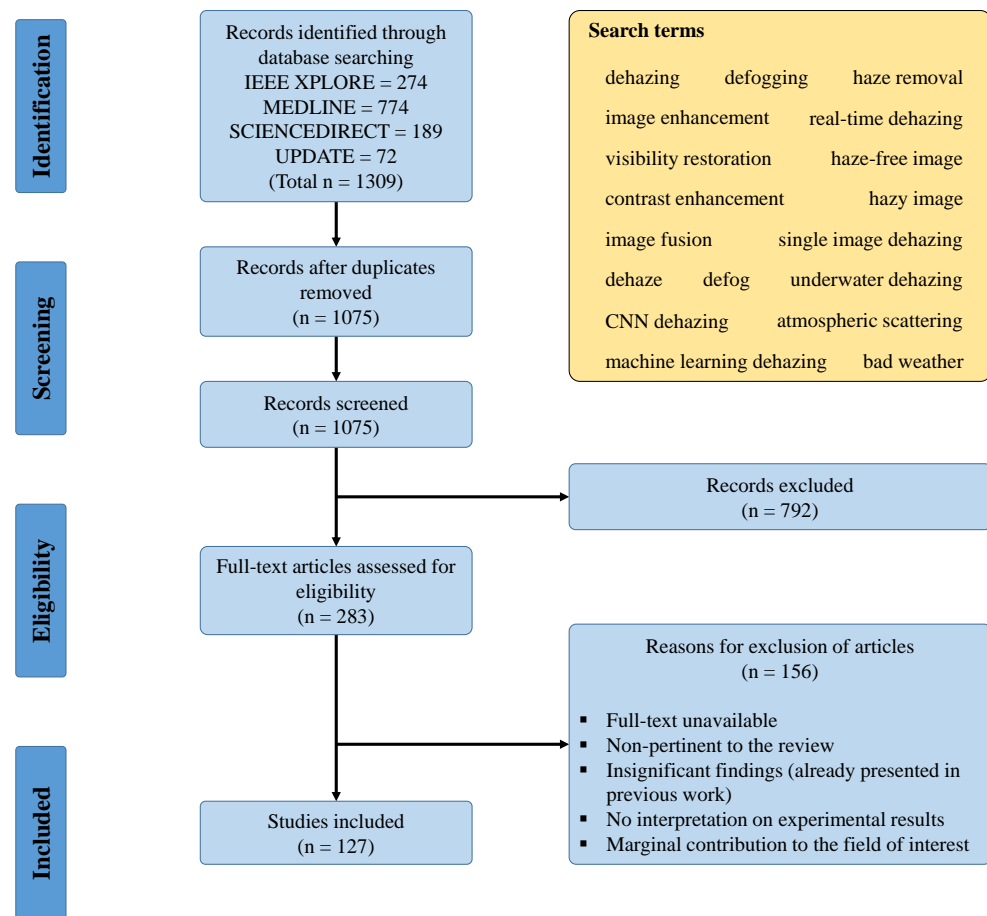 Identification
Records identified through
database searching
IEEE XPLORE = 274
MEDLINE = 774
SCIENCEDIRECT = 189
UPDATE = 72
(Total n = 1309)
Search terms
dehazing defogging haze removal
image enhancement real-time dehazing
visibility restoration haze-free image
contrast enhancement hazy image
image fusion single image dehazing
dehaze defog underwater dehazing
CNN dehazing atmospheric scattering
machine learning dehazing bad weather
Screening
Records after duplicates
removed
(n = 1075)
Records screened
(n = 1075)
Records excluded
(n = 792)
Eligibility
Full-text articles assessed for
eligibility
(n = 283)
Reasons for exclusion of articles
(n = 156)
▪ Full-text unavailable
▪ Non-pertinent to the review
▪ Insignificant findings (already presented in
previous work)
▪ No interpretation on experimental results
▪ Marginal contribution to the field of interest
Included
Studies included
(n = 127)